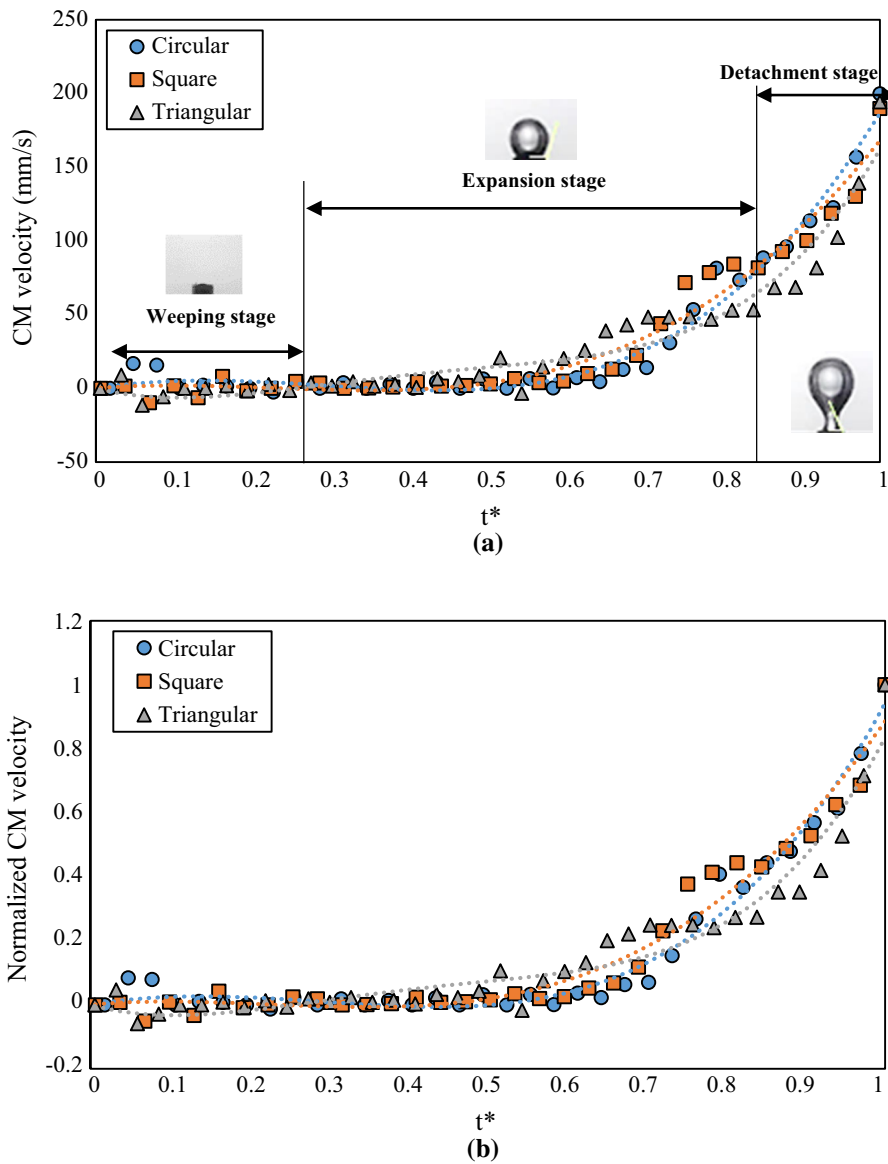 250
200
150
100
50
0
-50
CM velocity (mm/s)
Circular
Square
Triangular
Detachment stage
Expansion stage
Weeping stage
0 0.1 0.2 0.3 0.4 0.5 0.6 0.7 0.8 0.9 1
t*
(a)
1.2
1
0.8
0.6
0.4
0.2
0
-0.2
Normalized CM velocity
Circular
Square
Triangular
0 0.1 0.2 0.3 0.4 0.5 0.6 0.7 0.8 0.9 1
t*
(b)